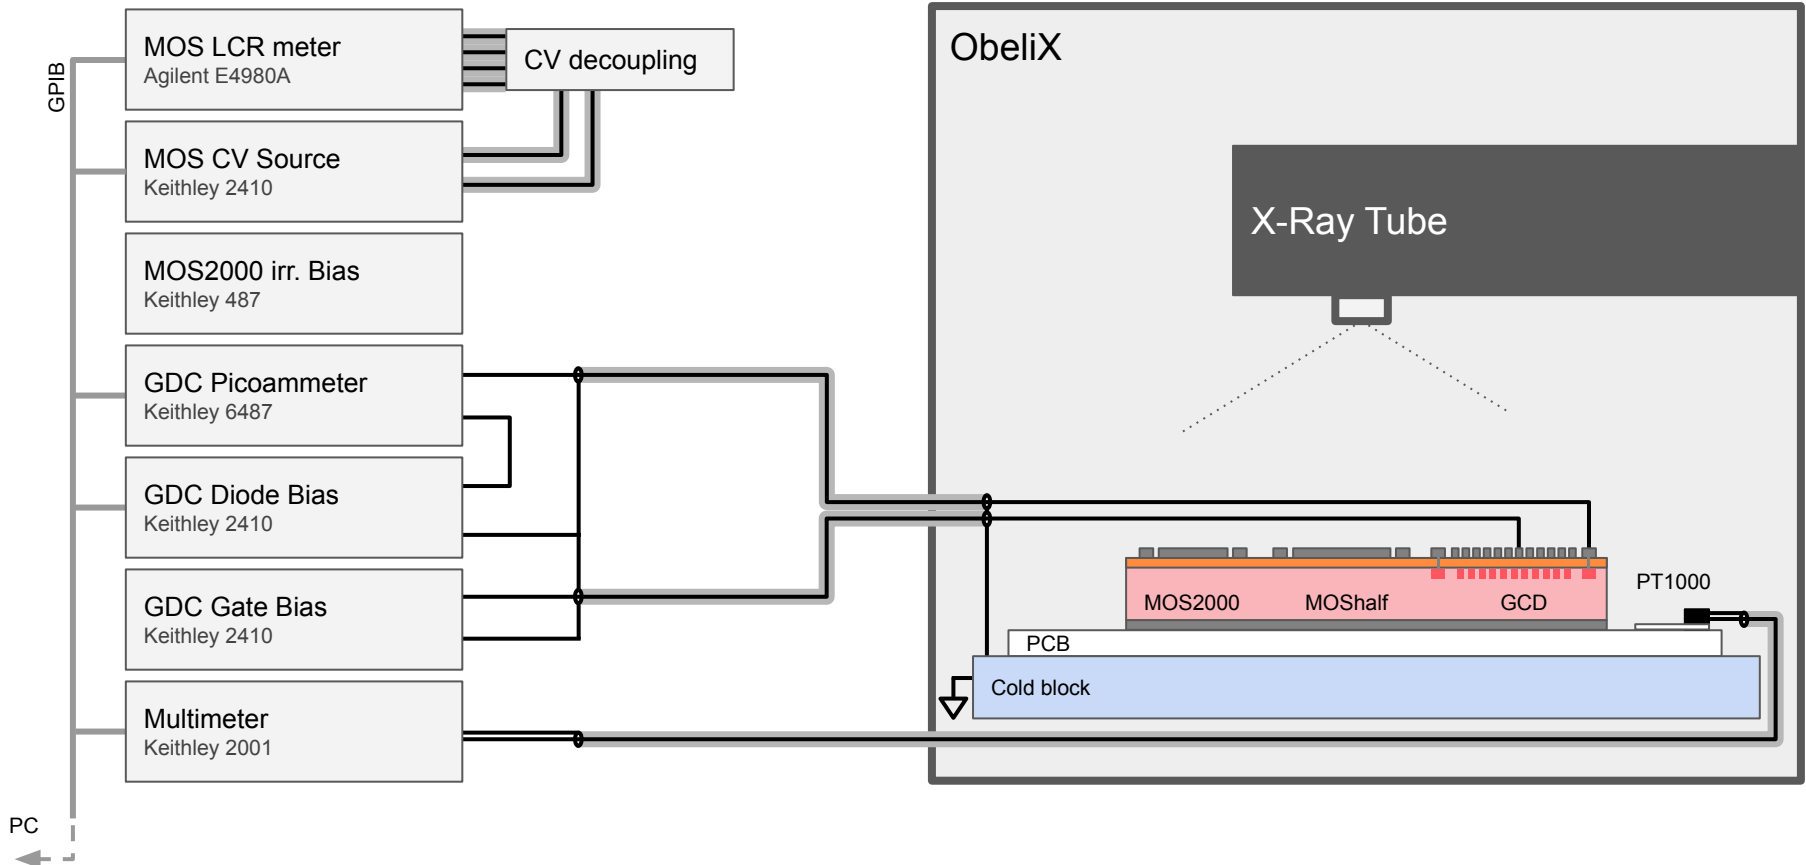 GPIB
MOS LCR meter
Agilent E4980A
CV decoupling
MOS CV Source
Keithley 2410
MOS2000 irr. Bias
Keithley 487
GDC Picoammeter
Keithley 6487
GDC Diode Bias
Keithley 2410
GDC Gate Bias
Keithley 2410
Multimeter
Keithley 2001
PC
ObeliX
X-Ray Tube
MOS2000
MOShalf
GCD
PT1000
PCB
Cold block